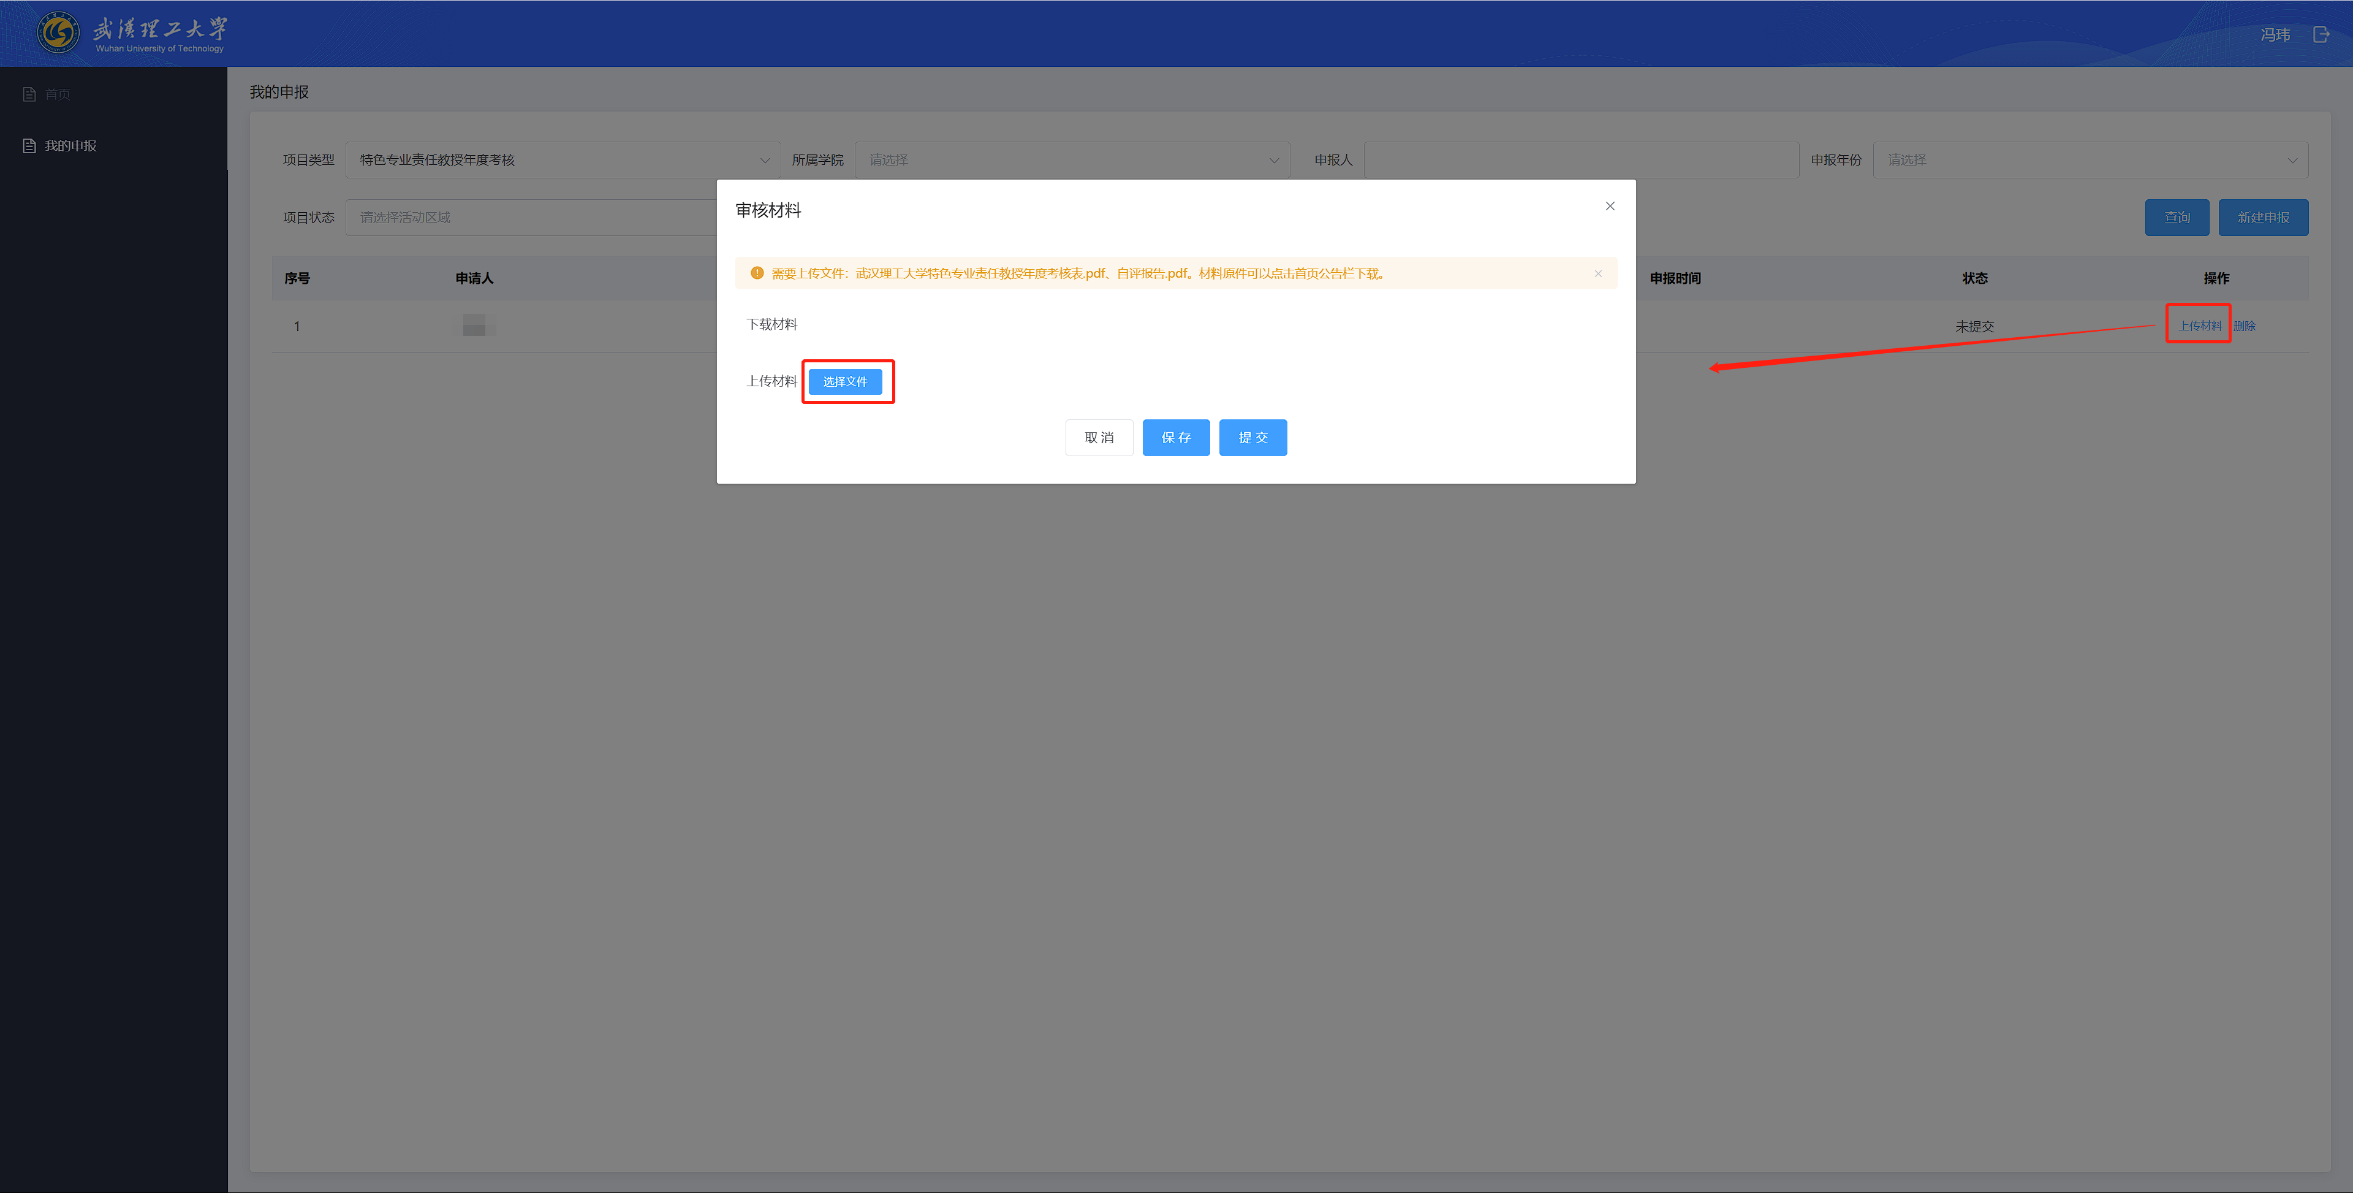 武汉理工大学
Wuhan University of Technology
冯玮
首页
我的申报
我的申报
项目类型 特色专业责任教授年度考核 所属学院 请选择 申报人 申报年份 请选择
项目状态 请选择活动区域 查询 新建申报
审核材料
需要上传文件：武汉理工大学特色专业责任教授年度考核表.pdf、自评报告.pdf。材料原件可以点击首页公告栏下载。
序号 申请人 申报时间 状态 操作
下载材料
1 未提交 上传材料 删除
上传材料 选择文件
取消 保存 提交